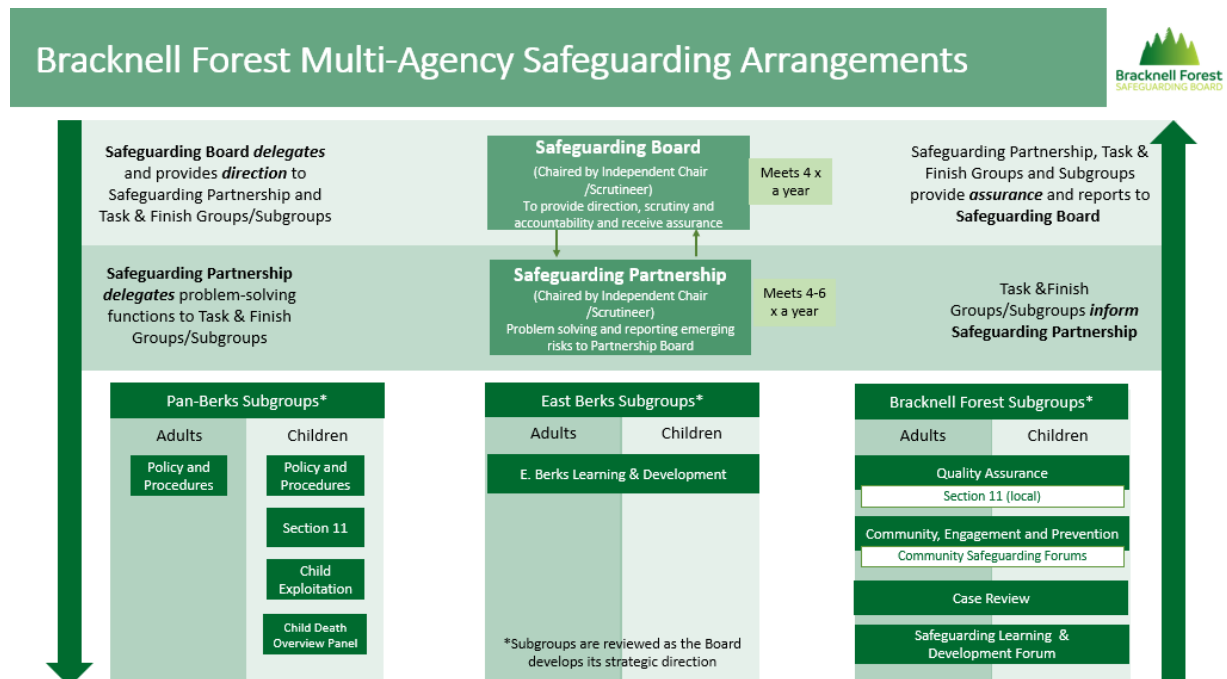 Bracknell Forest Multi-Agency Safeguarding Arrangements
Bracknell Forest
SAFEGUARDING BOARD
Safeguarding Board delegates
and provides direction to
Safeguarding Partnership and
Task & Finish Groups/Subgroups
Safeguarding Board
(Chaired by Independent Chair
/Scrutineer)
To provide direction, scrutiny and
accountability and receive assurance
Meets 4 x
a year
Safeguarding Partnership, Task &
Finish Groups and Subgroups
provide assurance and reports to
Safeguarding Board
Safeguarding Partnership
delegates problem-solving
functions to Task & Finish
Groups/Subgroups
Safeguarding Partnership
(Chaired by Independent Chair
/Scrutineer)
Problem solving and reporting emerging
risks to Partnership Board
Meets 4-6
x a year
Task &Finish
Groups/Subgroups inform
Safeguarding Partnership
Pan-Berks Subgroups*
Adults
Children
Policy and
Procedures
Policy and
Procedures
Section 11
Child
Exploitation
Child Death
Overview Panel
East Berks Subgroups*
Adults
Children
E. Berks Learning & Development
*Subgroups are reviewed as the Board
develops its strategic direction
Bracknell Forest Subgroups*
Adults
Children
Quality Assurance
Section 11 (local)
Community, Engagement and Prevention
Community Safeguarding Forums
Case Review
Safeguarding Learning &
Development Forum